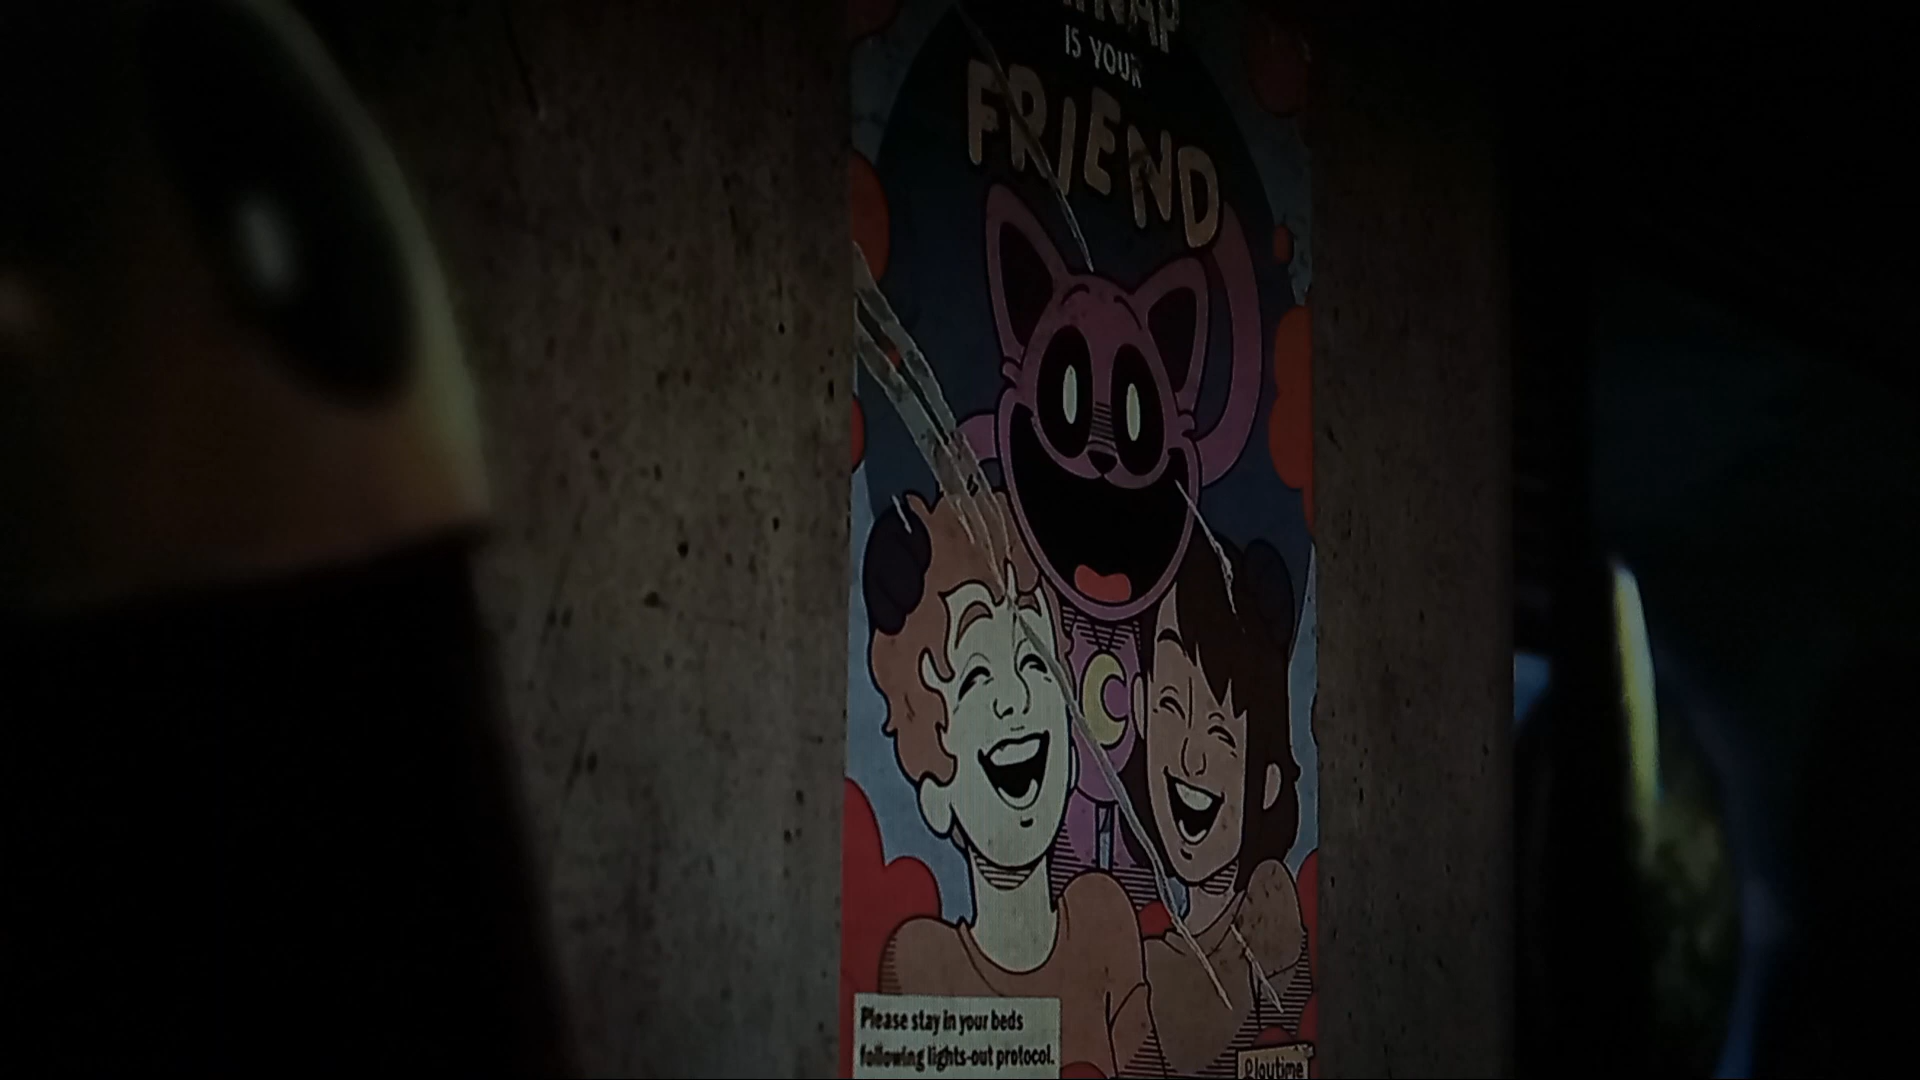 IS YOUR
FRIEND
Please stay in your beds
following lights-out protocol.
Playtime